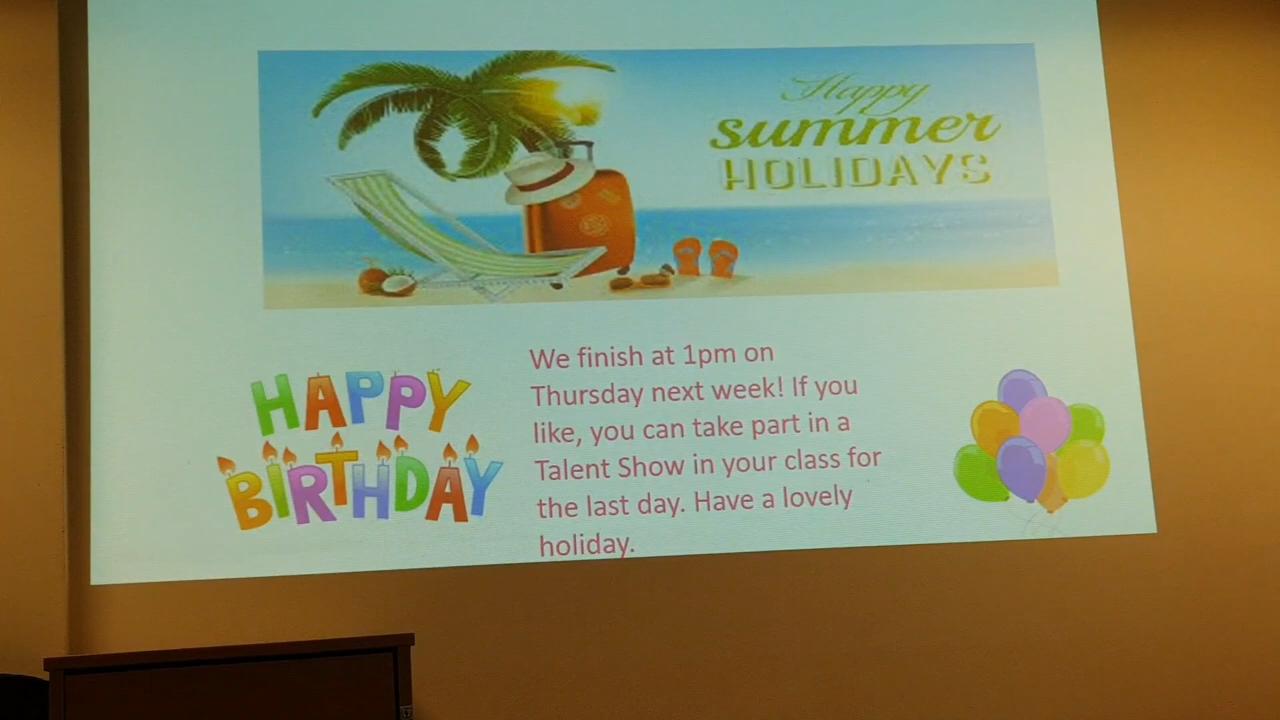 Happy
summer
HOLIDAYS
HAPPY
BIRTHDAY
We finish at 1pm on
Thursday next week! If you
like, you can take part in a
Talent Show in your class for
the last day. Have a lovely
holiday.